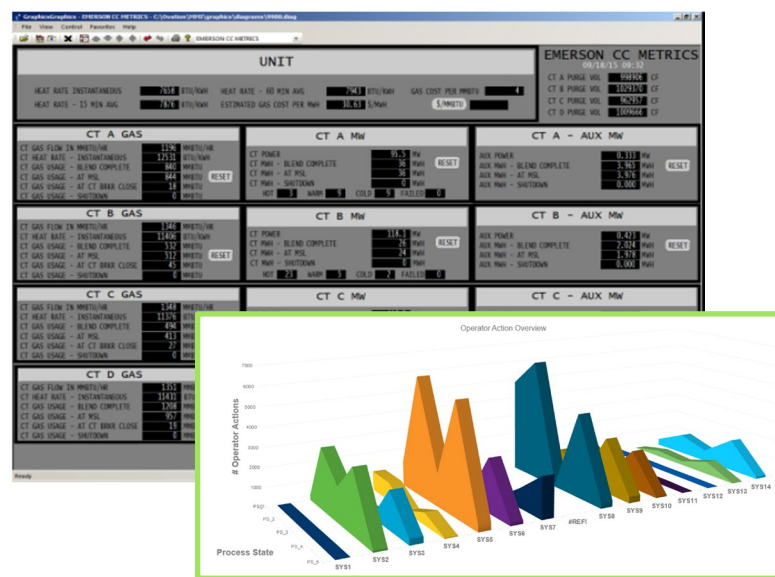 GraphicsGraphics - EMERSON CC METRICS - C:\Ovation\MMI\graphics\diagrams\9900.diag
File View Control Favorites Help
EMERSON CC METRICS
UNIT
HEAT RATE INSTANTANEOUS 7658 BTU/KWH HEAT RATE - 60 MIN AVG 7943 BTU/KWH GAS COST PER MMBTU 4
HEAT RATE - 15 MIN AVG 7876 BTU/KWH ESTIMATED GAS COST PER MWH 30.63 $/MWH $/MMBTU
EMERSON CC METRICS
09/18/15 09:32
CT A PURGE VOL 998906 CF
CT B PURGE VOL 1029370 CF
CT C PURGE VOL 962957 CF
CT D PURGE VOL 1009666 CF
CT A GAS
CT GAS FLOW IN MMBTU/HR 1196 MMBTU/HR
CT HEAT RATE - INSTANTANEOUS 12531 BTU/KWH
CT GAS USAGE - BLEND COMPLETE 840 MMBTU
CT GAS USAGE - AT MSL 844 MMBTU RESET
CT GAS USAGE - AT CT BRKR CLOSE 18 MMBTU
CT GAS USAGE - SHUTDOWN 0 MMBTU
CT A MW
CT POWER 95.5 MW
CT MWH - BLEND COMPLETE 36 MWH RESET
CT MWH - AT MSL 36 MWH
CT MWH - SHUTDOWN 0 MWH
HOT 3 WARM 9 COLD 9 FAILED 0
CT A - AUX MW
AUX POWER 0.333 MW
AUX MWH - BLEND COMPLETE 3.965 MWH RESET
AUX MWH - AT MSL 3.976 MWH
AUX MWH - SHUTDOWN 0.000 MWH
CT B GAS
CT GAS FLOW IN MMBTU/HR 1346 MMBTU/HR
CT HEAT RATE - INSTANTANEOUS 11406 BTU/KWH
CT GAS USAGE - BLEND COMPLETE 532 MMBTU
CT GAS USAGE - AT MSL 512 MMBTU RESET
CT GAS USAGE - AT CT BRKR CLOSE 45 MMBTU
CT GAS USAGE - SHUTDOWN 0 MMBTU
CT B MW
CT POWER 118.1 MW
CT MWH - BLEND COMPLETE 26 MWH RESET
CT MWH - AT MSL 24 MWH
CT MWH - SHUTDOWN 0 MWH
HOT 23 WARM 5 COLD 2 FAILED 0
CT B - AUX MW
AUX POWER 0.423 MW
AUX MWH - BLEND COMPLETE 2.024 MWH RESET
AUX MWH - AT MSL 1.978 MWH
AUX MWH - SHUTDOWN 0.000 MWH
CT C GAS
CT GAS FLOW IN MMBTU/HR 1348 MMBTU/HR
CT HEAT RATE - INSTANTANEOUS 11376
CT GAS USAGE - BLEND COMPLETE 494
CT GAS USAGE - AT MSL 413
CT GAS USAGE - AT CT BRKR CLOSE 27
CT GAS USAGE - SHUTDOWN 0
CT C MW
CT C - AUX MW
CT D GAS
CT GAS FLOW IN MMBTU/HR 1351
CT HEAT RATE - INSTANTANEOUS 11431
CT GAS USAGE - BLEND COMPLETE 1208
CT GAS USAGE - AT MSL 957
CT GAS USAGE - AT CT BRKR CLOSE 19
CT GAS USAGE - SHUTDOWN 0
Ready
Operator Action Overview
# Operator Actions
7000
6000
5000
4000
3000
2000
1000
PS_2
PS_3
PS_4
PS_5
Process State
SYS1
SYS2
SYS3
SYS4
SYS5
SYS6
SYS7
#REF!
SYS8
SYS9
SYS10
SYS11
SYS12
SYS13
SYS14